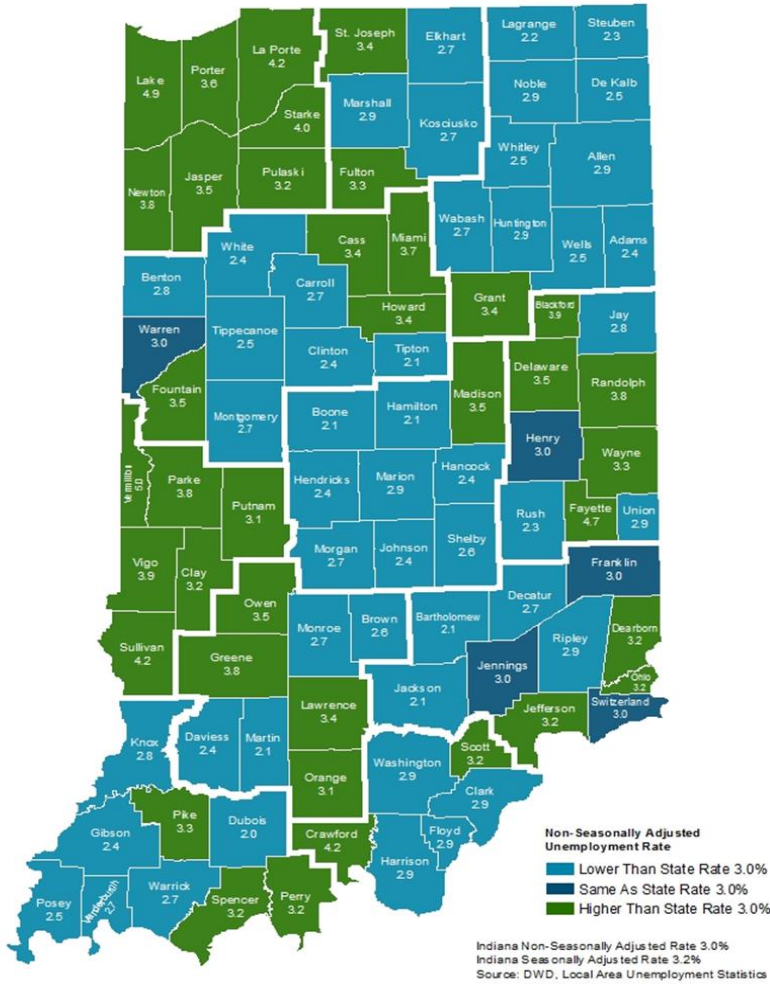 St. Joseph
3.4
Elkhart
2.7
Lagrange
2.2
Steuben
2.3
La Porte
4.2
Lake
4.9
Porter
3.6
Noble
2.9
De Kalb
2.5
Marshall
2.9
Kosciusko
2.7
Starke
4.0
Whitley
2.5
Allen
2.9
Newton
3.8
Jasper
3.5
Pulaski
3.2
Fulton
3.3
Wabash
2.7
Huntington
2.9
Wells
2.5
Adams
2.4
White
2.4
Cass
3.4
Miami
3.7
Benton
2.8
Carroll
2.7
Howard
3.4
Grant
3.4
Blackford
3.9
Jay
2.8
Warren
3.0
Tippecanoe
2.5
Clinton
2.4
Tipton
2.1
Delaware
3.5
Randolph
3.8
Fountain
3.5
Madison
3.5
Montgomery
2.7
Boone
2.1
Hamilton
2.1
Henry
3.0
Wayne
3.3
Vermillion
5.0
Parke
3.8
Putnam
3.1
Hendricks
2.4
Marion
2.9
Hancock
2.4
Rush
2.3
Fayette
4.7
Union
2.9
Vigo
3.9
Clay
3.2
Morgan
2.7
Johnson
2.4
Shelby
2.6
Franklin
3.0
Owen
3.5
Monroe
2.7
Brown
2.6
Bartholomew
2.1
Decatur
2.7
Sullivan
4.2
Greene
3.8
Ripley
2.9
Dearborn
3.2
Jennings
3.0
Ohio
3.2
Jackson
2.1
Switzerland
3.0
Lawrence
3.4
Jefferson
3.2
Knox
2.8
Daviess
2.4
Martin
2.1
Scott
3.2
Washington
2.9
Orange
3.1
Clark
2.9
Pike
3.3
Dubois
2.0
Gibson
2.4
Crawford
4.2
Floyd
2.9
Harrison
2.9
Posey
2.5
Vanderburgh
2.7
Warrick
2.7
Spencer
3.2
Perry
3.2
Non-Seasonally Adjusted
Unemployment Rate
Lower Than State Rate 3.0%
Same As State Rate 3.0%
Higher Than State Rate 3.0%
Indiana Non-Seasonally Adjusted Rate 3.0%
Indiana Seasonally Adjusted Rate 3.2%
Source: DWD, Local Area Unemployment Statistics